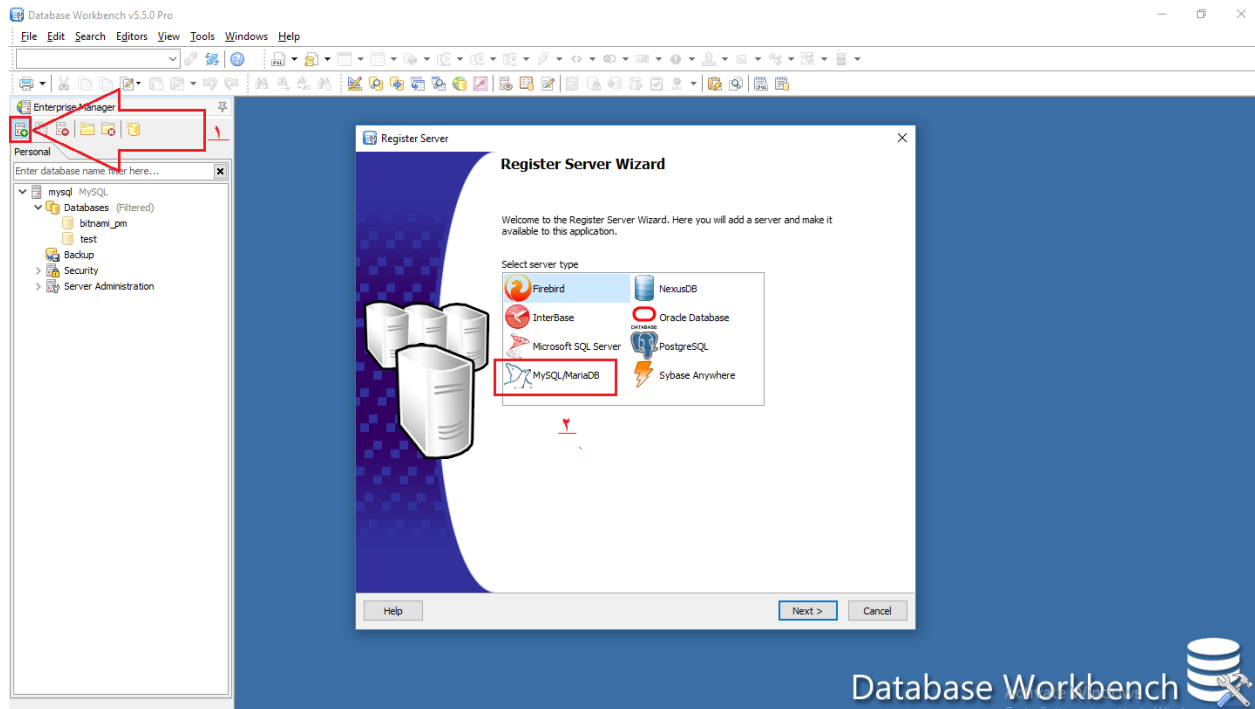 Database Workbench v5.5.0 Pro
File Edit Search Editors View Tools Windows Help
Enterprise Manager
۱
Personal
Enter database name filter here...
mysql MySQL
Databases (Filtered)
bitnami_pm
test
Backup
Security
Server Administration
Register Server
Register Server Wizard
Welcome to the Register Server Wizard. Here you will add a server and make it
available to this application.
Select server type
Firebird NexusDB
InterBase Oracle Database
DATABASE
Microsoft SQL Server PostgreSQL
MySQL/MariaDB Sybase Anywhere
۲
Help Next > Cancel
Database Workbench